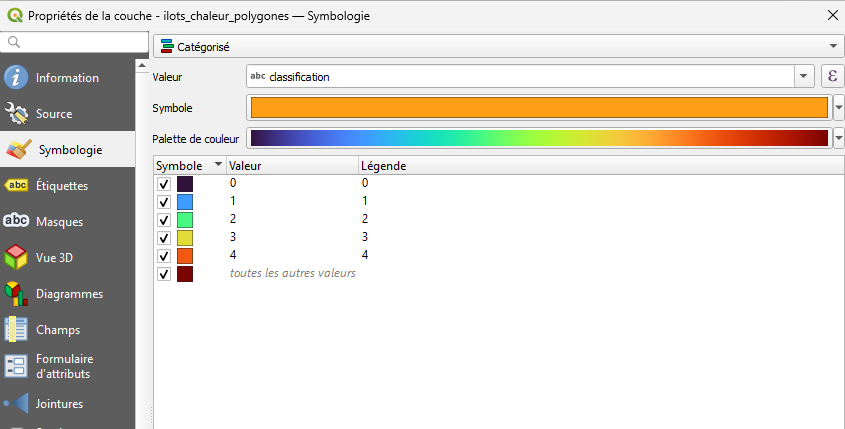 Propriétés de la couche - ilots_chaleur_polygones — Symbologie
Catégorisé
Information
Valeur
abc classification
ε
Source
Symbole
Symbologie
Palette de couleur
Symbole Valeur Légende
abc Étiquettes
0 0
1 1
abc Masques
2 2
3 3
Vue 3D
4 4
toutes les autres valeurs
Diagrammes
Champs
Formulaire
d'attributs
Jointures